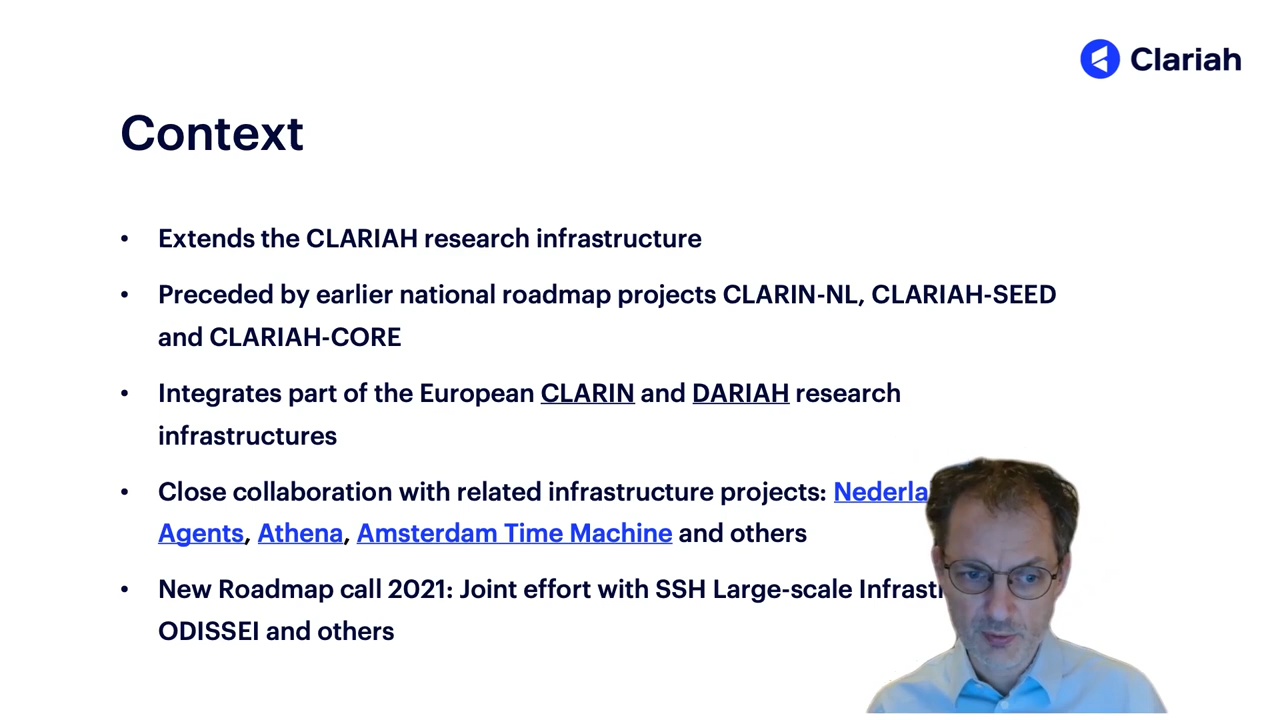 Clariah
Context
• Extends the CLARIAH research infrastructure
• Preceded by earlier national roadmap projects CLARIN-NL, CLARIAH-SEED
and CLARIAH-CORE
• Integrates part of the European CLARIN and DARIAH research
infrastructures
• Close collaboration with related infrastructure projects:
Agents, Athena, Amsterdam Time Machine and others
• New Roadmap call 2021: Joint effort with SSH Large-scale
ODISSEI and others